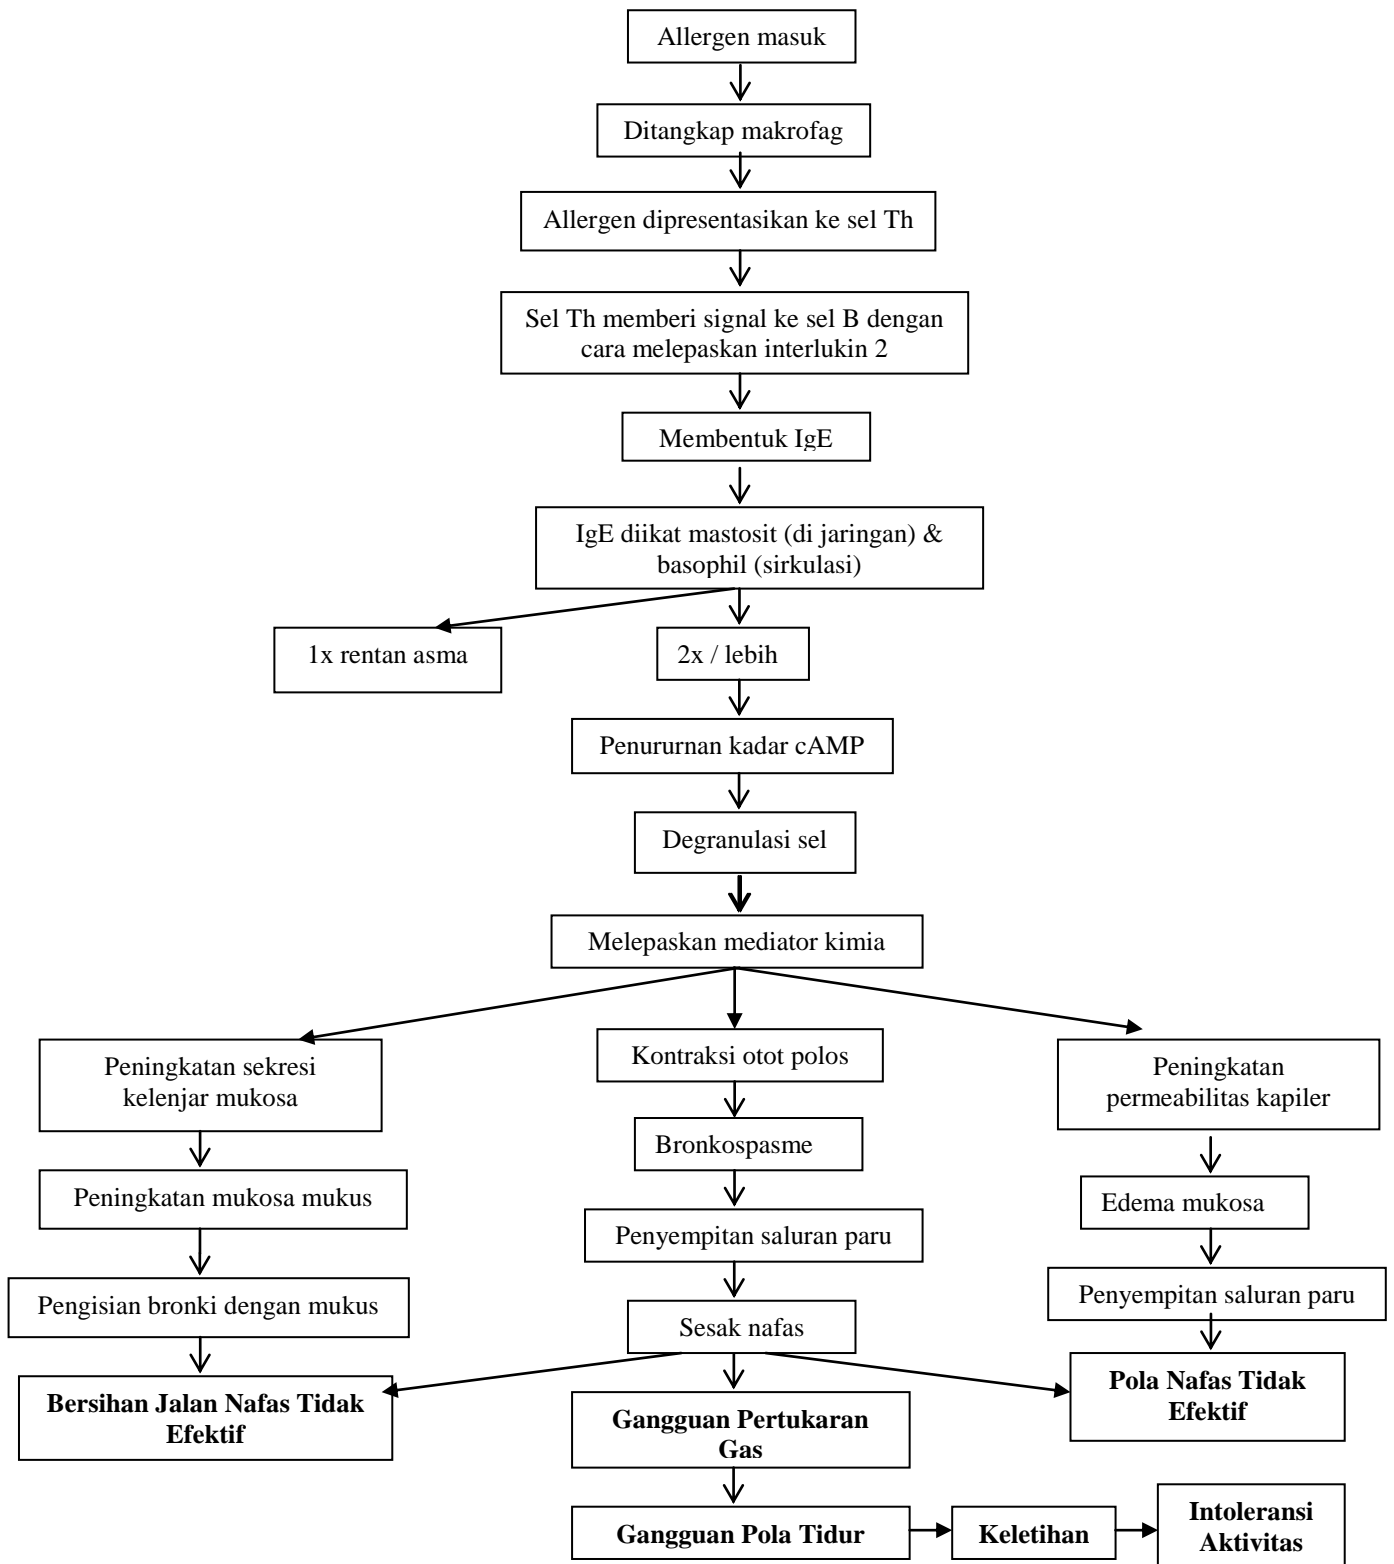 Allergen masuk
Ditangkap makrofag
Allergen dipresentasikan ke sel Th
Sel Th memberi signal ke sel B dengan
cara melepaskan interlukin 2
Membentuk IgE
IgE diikat mastosit (di jaringan) &
basophil (sirkulasi)
1x rentan asma
2x / lebih
Penururnan kadar cAMP
Degranulasi sel
Melepaskan mediator kimia
Peningkatan sekresi
kelenjar mukosa
Peningkatan mukosa mukus
Pengisian bronki dengan mukus
Bersihan Jalan Nafas Tidak
Efektif
Kontraksi otot polos
Bronkospasme
Penyempitan saluran paru
Sesak nafas
Gangguan Pertukaran
Gas
Peningkatan
permeabilitas kapiler
Edema mukosa
Penyempitan saluran paru
Pola Nafas Tidak
Efektif
Gangguan Pola Tidur
Keletihan
Intoleransi
Aktivitas